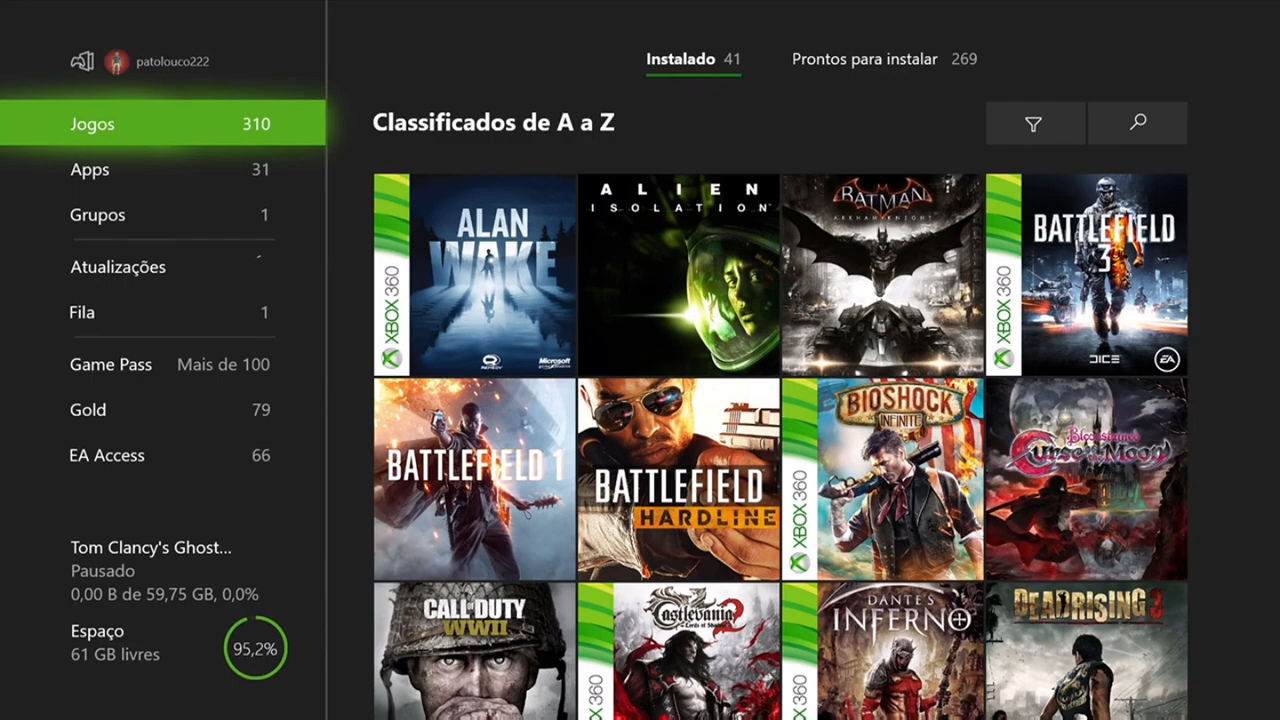 patolouco222
Jogos 310
Apps 31
Grupos 1
Atualizações
Fila 1
Game Pass Mais de 100
Gold 79
EA Access 66
Tom Clancy's Ghost...
Pausado
0,00 B de 59,75 GB, 0,0%
Espaço
61 GB livres
95,2%
Instalado 41
Prontos para instalar 269
Classificados de A a Z
XBOX 360
ALAN
WAKE
REMEDY
Microsoft
ALIEN
ISOLATION
BATMAN
ARKHAM KNIGHT
XBOX 360
BATTLEFIELD
3
DICE
EA
BATTLEFIELD 1
BATTLEFIELD
HARDLINE
XBOX 360
BIOSHOCK
INFINITE
Bloodstained
Curse of the Moon
CALL OF DUTY
WWII
360
Castlevania 2
Lords of Shadow
360
DANTE'S
INFERNO
DEADRISING 3